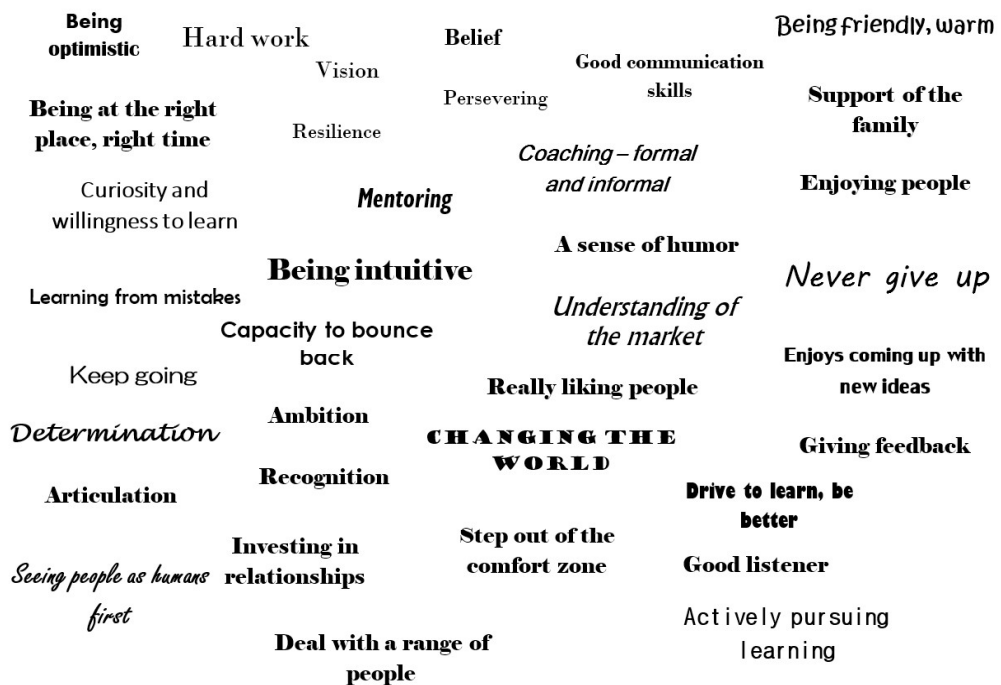 Being
optimistic
Hard work
Belief
Being friendly, warm
Vision
Good communication
skills
Being at the right
place, right time
Persevering
Support of the
family
Resilience
Coaching – formal
and informal
Curiosity and
willingness to learn
Mentoring
Enjoying people
A sense of humor
Being intuitive
Never give up
Learning from mistakes
Understanding of
the market
Capacity to bounce
back
Enjoys coming up with
new ideas
Keep going
Really liking people
Ambition
Determination
CHANGING THE
WORLD
Giving feedback
Recognition
Articulation
Drive to learn, be
better
Investing in
relationships
Step out of the
comfort zone
Good listener
Seeing people as humans
first
Actively pursuing
learning
Deal with a range of
people